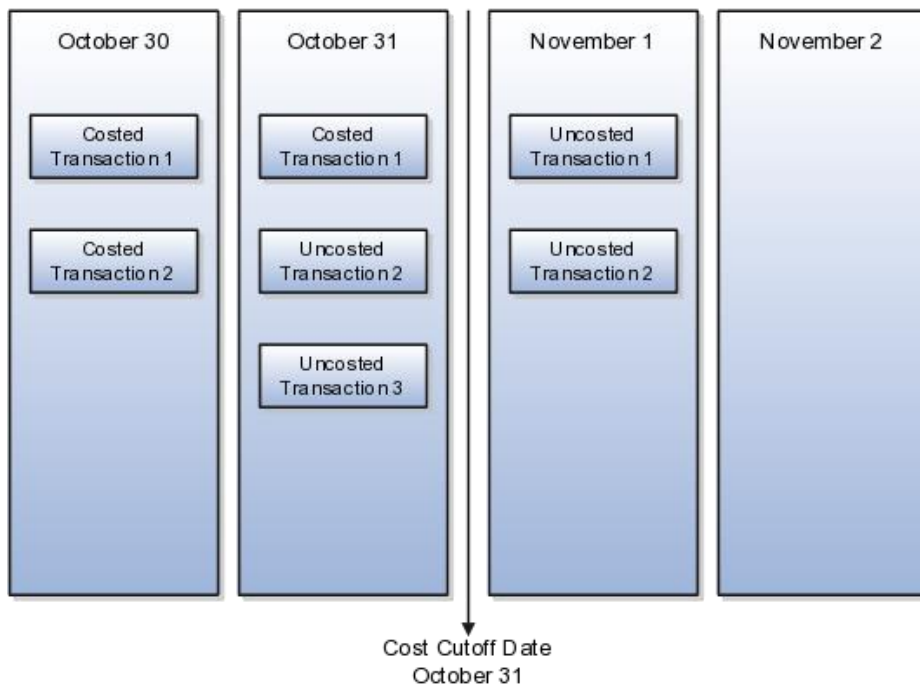 October 30
Costed
Transaction 1
Costed
Transaction 2
October 31
Costed
Transaction 1
Uncosted
Transaction 2
Uncosted
Transaction 3
November 1
Uncosted
Transaction 1
Uncosted
Transaction 2
November 2
Cost Cutoff Date
October 31